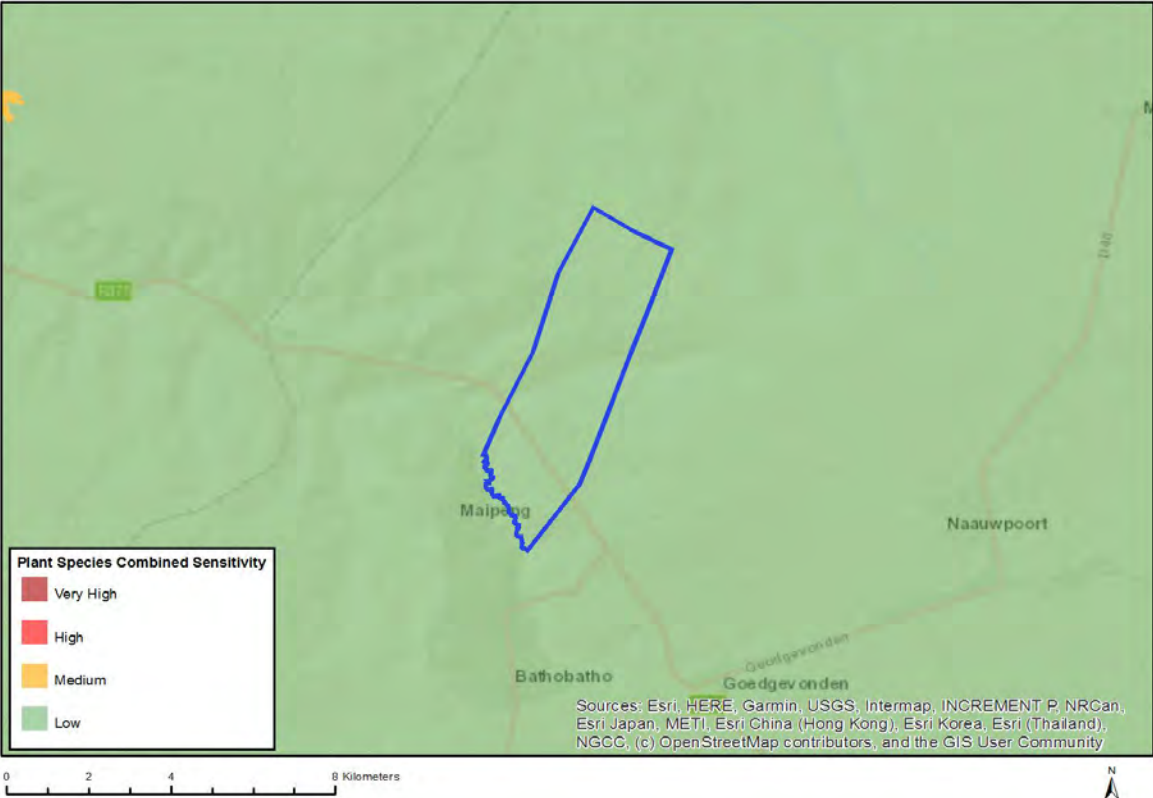 M
D48
Maipeng
Naauwpoort
Plant Species Combined Sensitivity
Very High
High
Medium
Low
Bathobatho
Goedgevonden
Goedgevonden
Sources: Esri, HERE, Garmin, USGS, Intermap, INCREMENT P, NRCan,
Esri Japan, METI, Esri China (Hong Kong), Esri Korea, Esri (Thailand),
NGCC, (c) OpenStreetMap contributors, and the GIS User Community
0 2 4 8 Kilometers
N